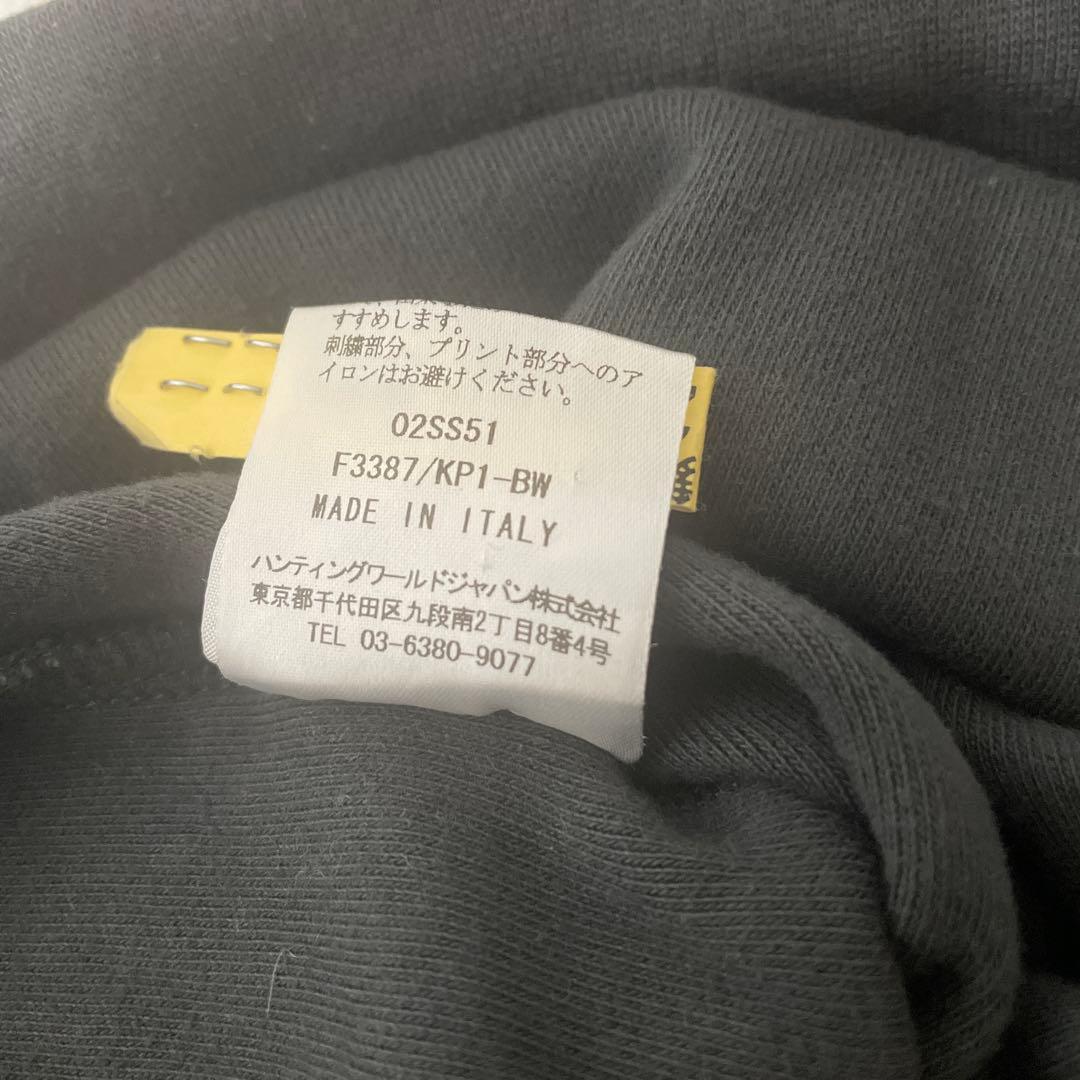 すすめします。
刺繍部分、プリント部分へのア
イロンはお避けください。
02SS51
F3387/KP1-BW
MADE IN ITALY
ハンティングワールドジャパン株式会社
東京都千代田区九段南2丁目8番4号
TEL 03-6380-9077